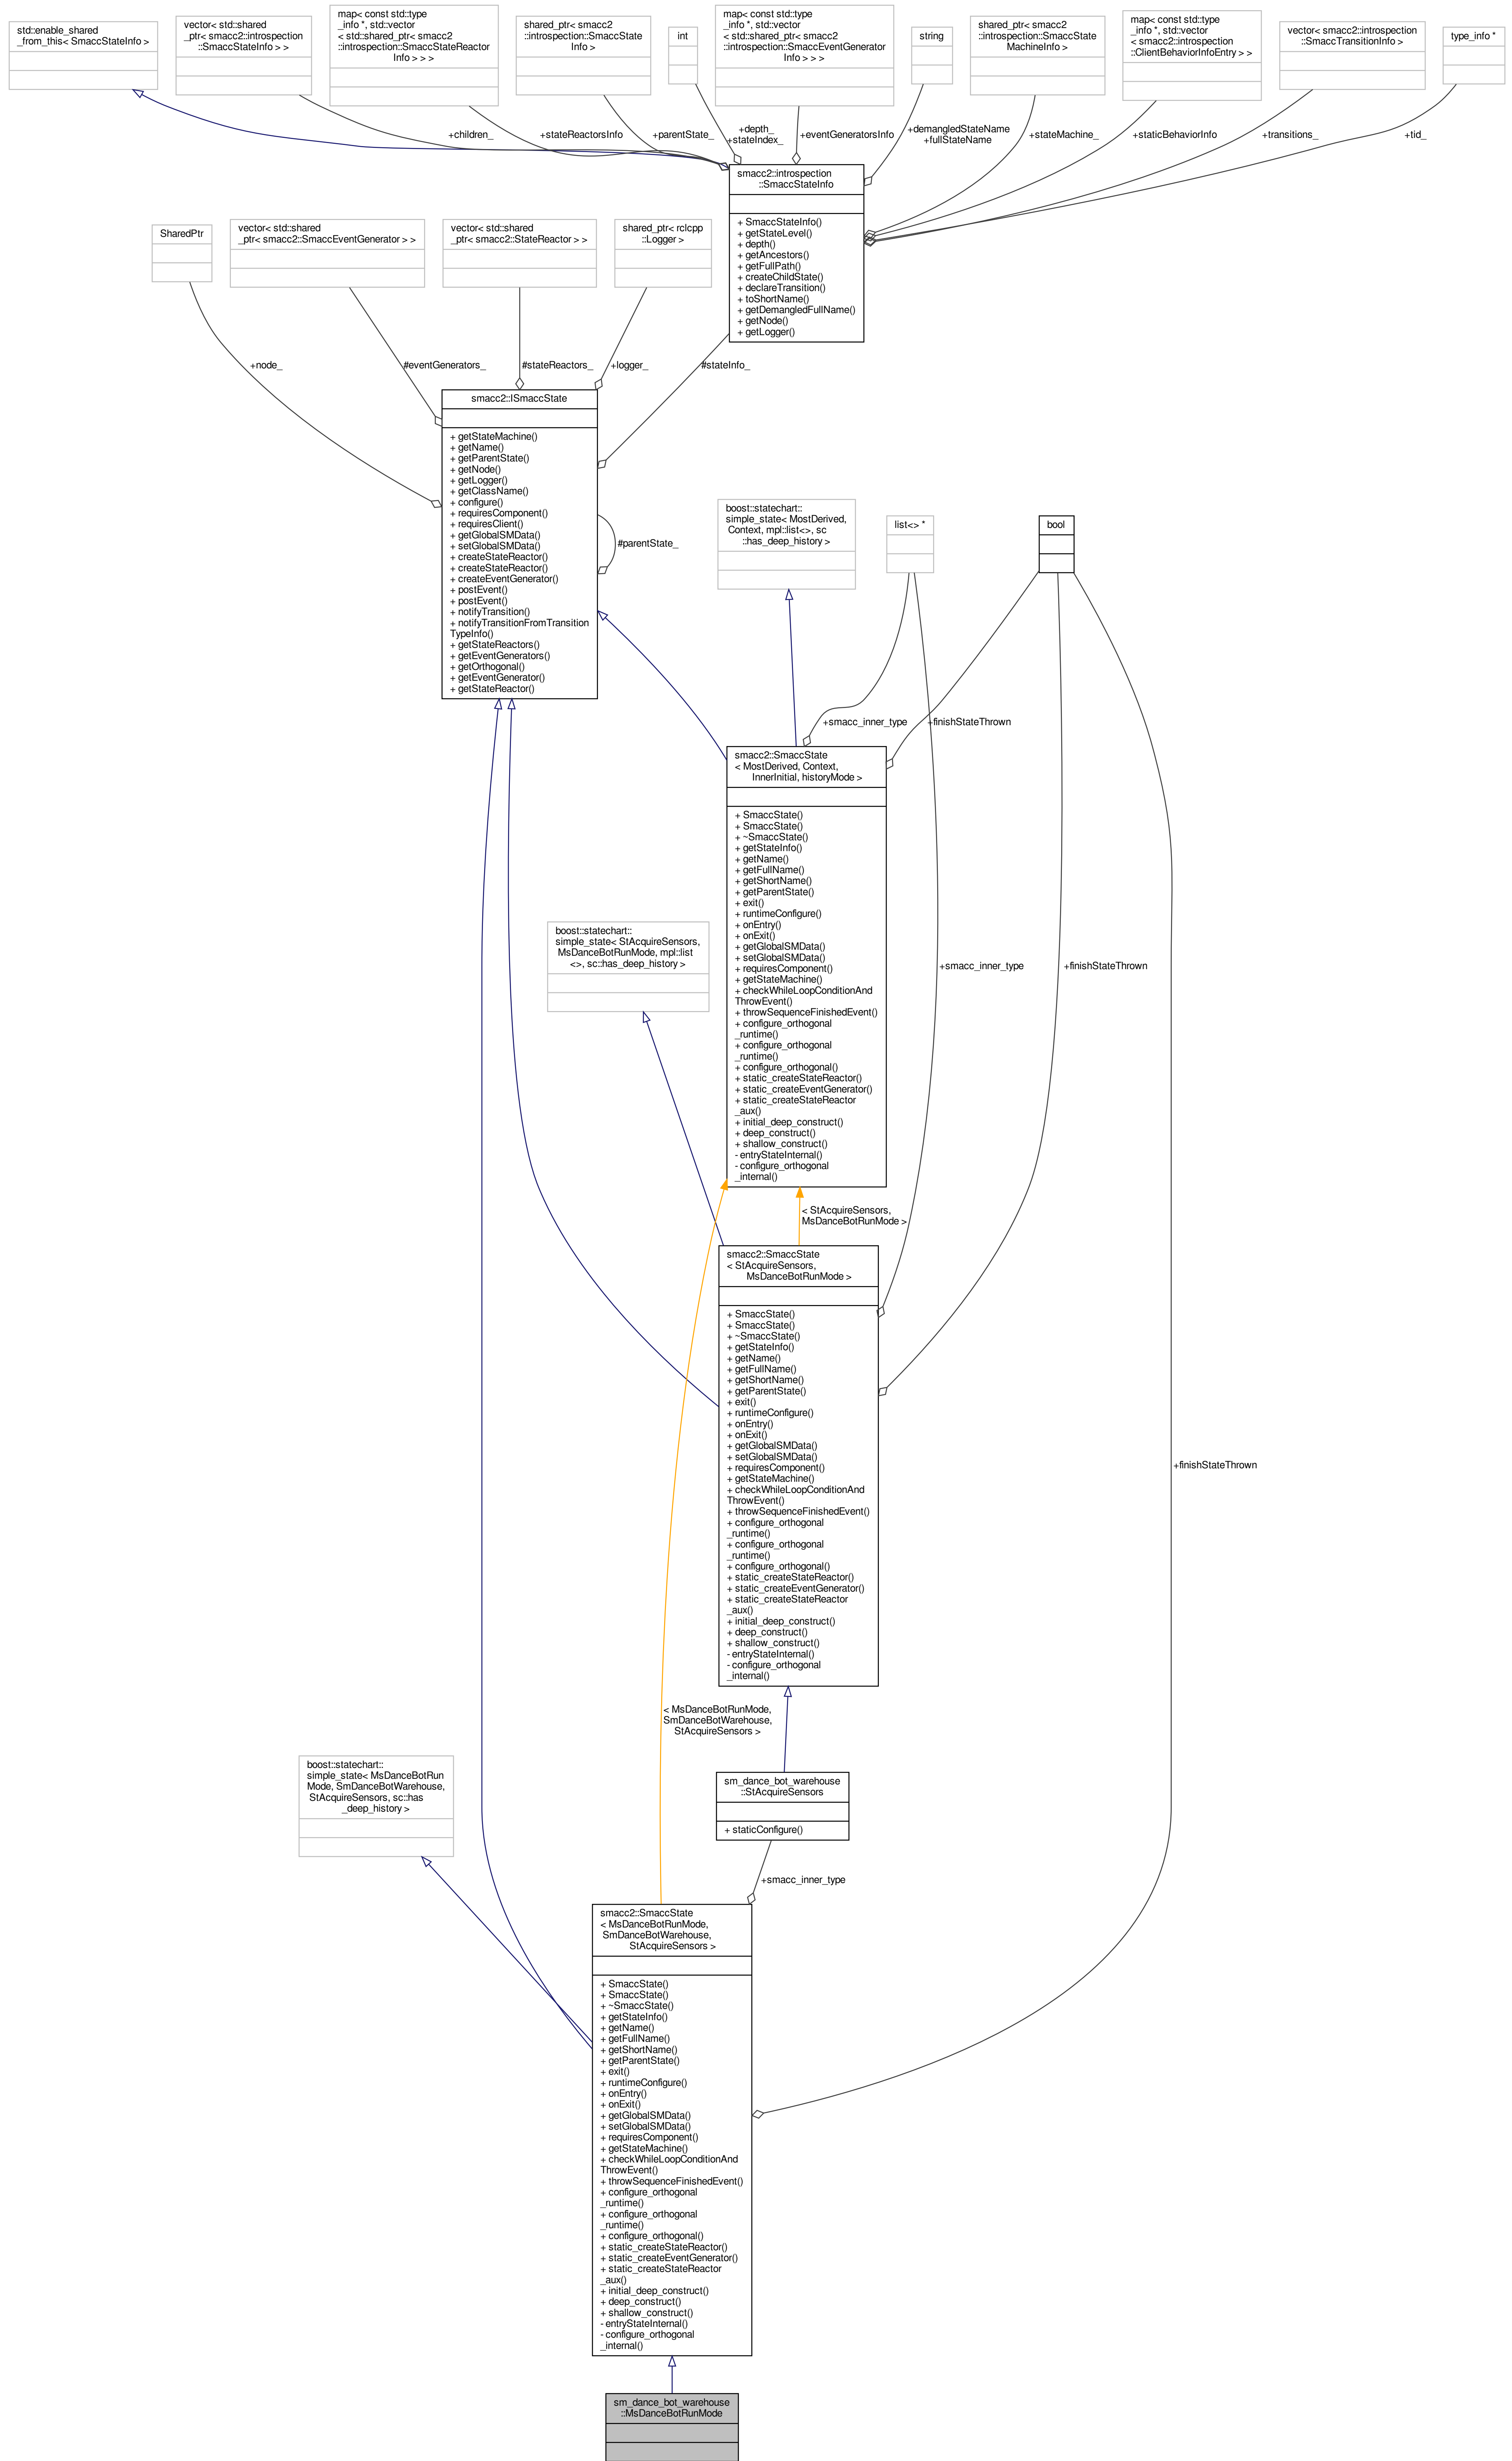 std::enable_shared
_from_this< SmaccStateInfo >
vector< std::shared
_ptr< smacc2::introspection
::SmaccStateInfo > >
map< const std::type
_info *, std::vector
< std::shared_ptr< smacc2
::introspection::SmaccStateReactor
Info > > >
shared_ptr< smacc2
::introspection::SmaccState
Info >
int
map< const std::type
_info *, std::vector
< std::shared_ptr< smacc2
::introspection::SmaccEventGenerator
Info > > >
string
shared_ptr< smacc2
::introspection::SmaccState
MachineInfo >
map< const std::type
_info *, std::vector
< smacc2::introspection
::ClientBehaviorInfoEntry > >
vector< smacc2::introspection
::SmaccTransitionInfo >
type_info *
+children_
+stateReactorsInfo
+parentState_
+depth_
+stateIndex_
+eventGeneratorsInfo
+demangledStateName
+fullStateName
+stateMachine_
+staticBehaviorInfo
+transitions_
+tid_
smacc2::introspection
::SmaccStateInfo
+ SmaccStateInfo()
+ getStateLevel()
+ depth()
+ getAncestors()
+ getFullPath()
+ createChildState()
+ declareTransition()
+ toShortName()
+ getDemangledFullName()
+ getNode()
+ getLogger()
SharedPtr
vector< std::shared
_ptr< smacc2::SmaccEventGenerator > >
vector< std::shared
_ptr< smacc2::StateReactor > >
shared_ptr< rclcpp
::Logger >
+node_
#eventGenerators_
#stateReactors_
+logger_
#stateInfo_
smacc2::ISmaccState
+ getStateMachine()
+ getName()
+ getParentState()
+ getNode()
+ getLogger()
+ getClassName()
+ configure()
+ requiresComponent()
+ requiresClient()
+ getGlobalSMData()
+ setGlobalSMData()
+ createStateReactor()
+ createStateReactor()
+ createEventGenerator()
+ postEvent()
+ postEvent()
+ notifyTransition()
+ notifyTransitionFromTransition
TypeInfo()
+ getStateReactors()
+ getEventGenerators()
+ getOrthogonal()
+ getEventGenerator()
+ getStateReactor()
#parentState_
boost::statechart::
simple_state< MostDerived,
Context, mpl::list<>, sc
::has_deep_history >
list<> *
bool
+smacc_inner_type
+finishStateThrown
smacc2::SmaccState
< MostDerived, Context,
InnerInitial, historyMode >
+ SmaccState()
+ SmaccState()
+ ~SmaccState()
+ getStateInfo()
+ getName()
+ getFullName()
+ getShortName()
+ getParentState()
+ exit()
+ runtimeConfigure()
+ onEntry()
+ onExit()
+ getGlobalSMData()
+ setGlobalSMData()
+ requiresComponent()
+ getStateMachine()
+ checkWhileLoopConditionAnd
ThrowEvent()
+ throwSequenceFinishedEvent()
+ configure_orthogonal
_runtime()
+ configure_orthogonal
_runtime()
+ configure_orthogonal()
+ static_createStateReactor()
+ static_createEventGenerator()
+ static_createStateReactor
_aux()
+ initial_deep_construct()
+ deep_construct()
+ shallow_construct()
- entryStateInternal()
- configure_orthogonal
_internal()
boost::statechart::
simple_state< StAcquireSensors,
MsDanceBotRunMode, mpl::list
<>, sc::has_deep_history >
+smacc_inner_type
+finishStateThrown
< StAcquireSensors,
MsDanceBotRunMode >
smacc2::SmaccState
< StAcquireSensors,
MsDanceBotRunMode >
+ SmaccState()
+ SmaccState()
+ ~SmaccState()
+ getStateInfo()
+ getName()
+ getFullName()
+ getShortName()
+ getParentState()
+ exit()
+ runtimeConfigure()
+ onEntry()
+ onExit()
+ getGlobalSMData()
+ setGlobalSMData()
+ requiresComponent()
+ getStateMachine()
+ checkWhileLoopConditionAnd
ThrowEvent()
+ throwSequenceFinishedEvent()
+ configure_orthogonal
_runtime()
+ configure_orthogonal
_runtime()
+ configure_orthogonal()
+ static_createStateReactor()
+ static_createEventGenerator()
+ static_createStateReactor
_aux()
+ initial_deep_construct()
+ deep_construct()
+ shallow_construct()
- entryStateInternal()
- configure_orthogonal
_internal()
+finishStateThrown
< MsDanceBotRunMode,
SmDanceBotWarehouse,
StAcquireSensors >
boost::statechart::
simple_state< MsDanceBotRun
Mode, SmDanceBotWarehouse,
StAcquireSensors, sc::has
_deep_history >
sm_dance_bot_warehouse
::StAcquireSensors
+ staticConfigure()
+smacc_inner_type
smacc2::SmaccState
< MsDanceBotRunMode,
SmDanceBotWarehouse,
StAcquireSensors >
+ SmaccState()
+ SmaccState()
+ ~SmaccState()
+ getStateInfo()
+ getName()
+ getFullName()
+ getShortName()
+ getParentState()
+ exit()
+ runtimeConfigure()
+ onEntry()
+ onExit()
+ getGlobalSMData()
+ setGlobalSMData()
+ requiresComponent()
+ getStateMachine()
+ checkWhileLoopConditionAnd
ThrowEvent()
+ throwSequenceFinishedEvent()
+ configure_orthogonal
_runtime()
+ configure_orthogonal
_runtime()
+ configure_orthogonal()
+ static_createStateReactor()
+ static_createEventGenerator()
+ static_createStateReactor
_aux()
+ initial_deep_construct()
+ deep_construct()
+ shallow_construct()
- entryStateInternal()
- configure_orthogonal
_internal()
sm_dance_bot_warehouse
::MsDanceBotRunMode